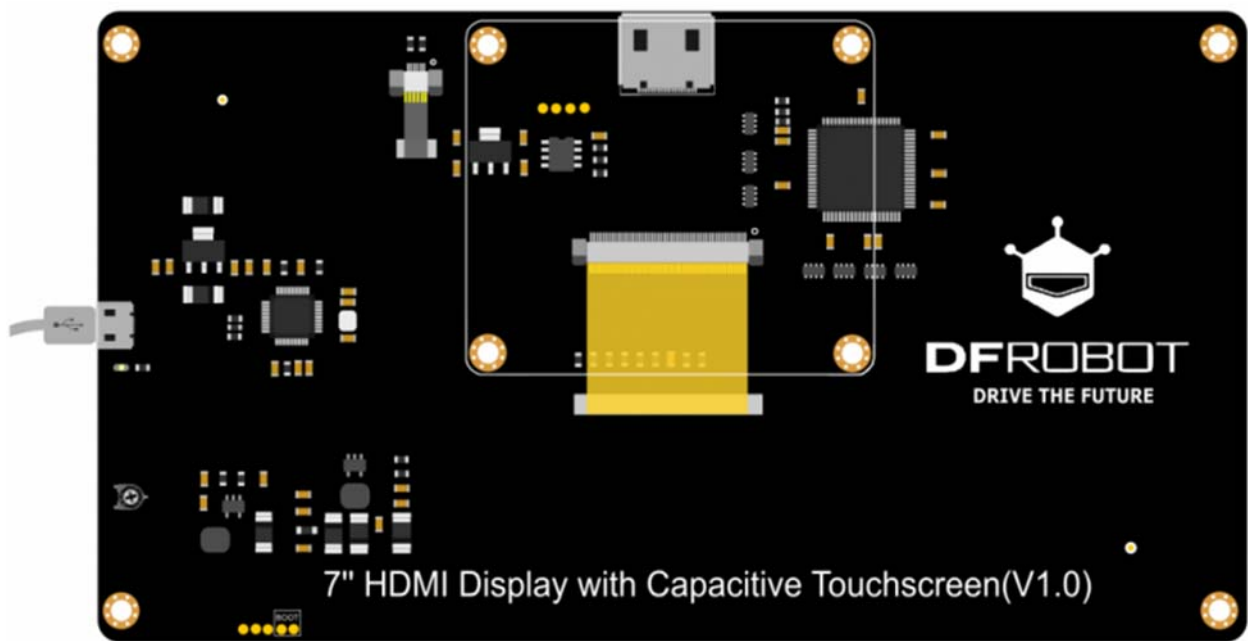 DFROBOT
DRIVE THE FUTURE
7" HDMI Display with Capacitive Touchscreen(V1.0)
BOOT